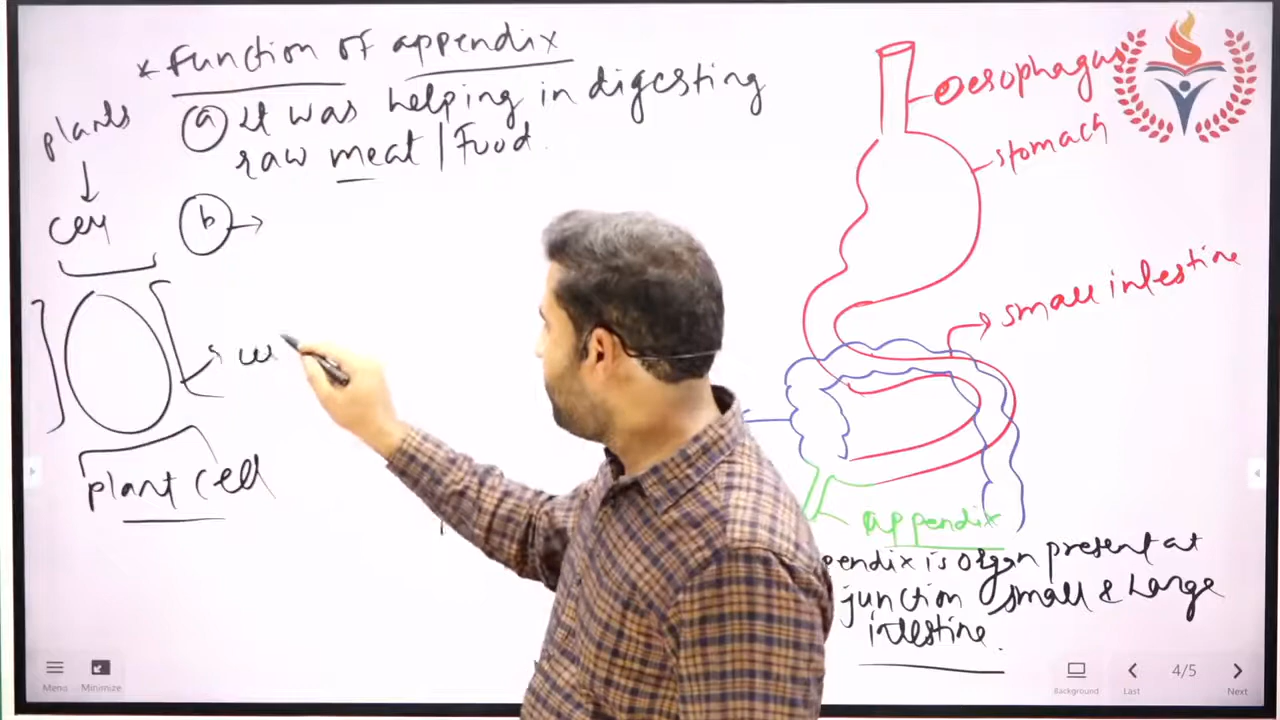 * Function of appendix
(a) It was helping in digesting
raw meat / Food.
(b) →
plants
cell
plant cell
oesophagus
stomach
small intestine
appendix
pendix is organ present at
junction small & Large
intestine.
Menu
Minimize
Background
Last
4/5
Next